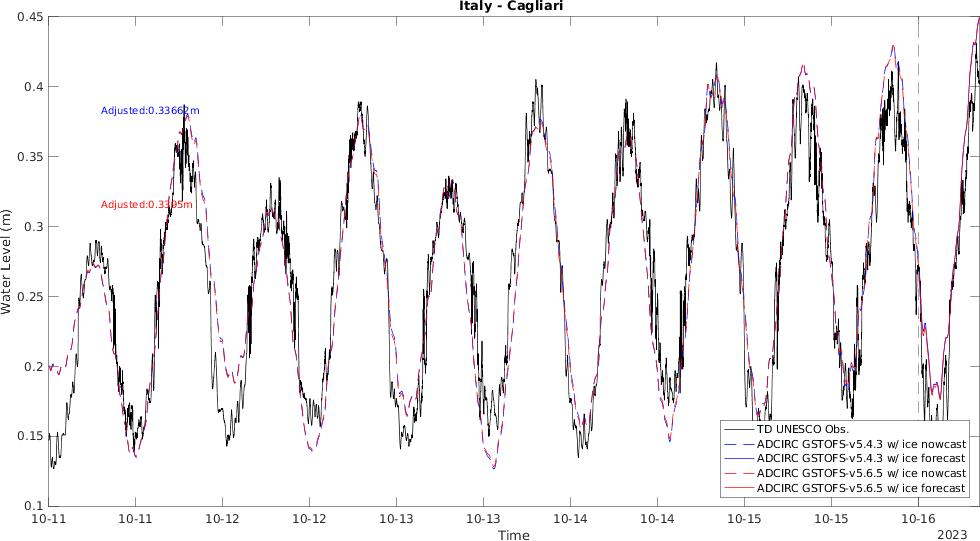 Italy - Cagliari
0.45
0.4
0.35
0.3
0.25
0.2
0.15
0.1
Water Level (m)
Adjusted:0.33662m
Adjusted:0.3395m
TD UNESCO Obs.
ADCIRC GSTOFS-v5.4.3 w/ ice nowcast
ADCIRC GSTOFS-v5.4.3 w/ ice forecast
ADCIRC GSTOFS-v5.6.5 w/ ice nowcast
ADCIRC GSTOFS-v5.6.5 w/ ice forecast
10-11 10-11 10-12 10-12 10-13 10-13 10-14 10-14 10-15 10-15 10-16
Time
2023